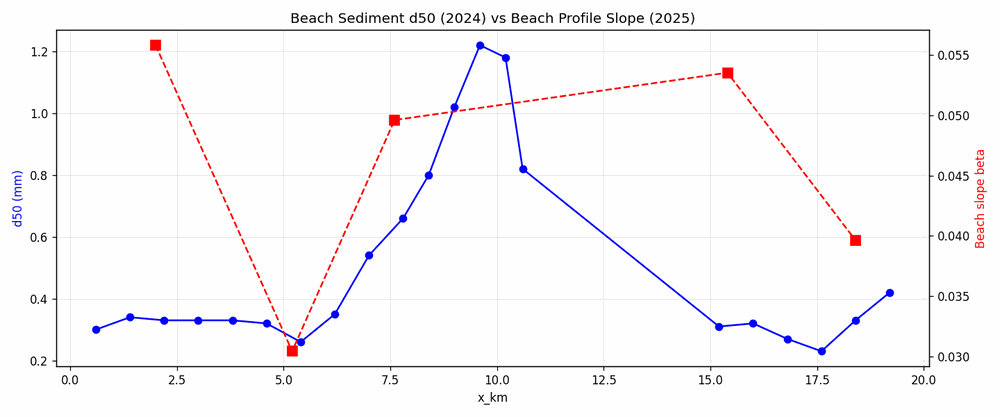 Beach Sediment d50 (2024) vs Beach Profile Slope (2025)
1.2
1.0
0.8
0.6
0.4
0.2
d50 (mm)
0.055
0.050
0.045
0.040
0.035
0.030
Beach slope beta
0.0 2.5 5.0 7.5 10.0 12.5 15.0 17.5 20.0
x_km